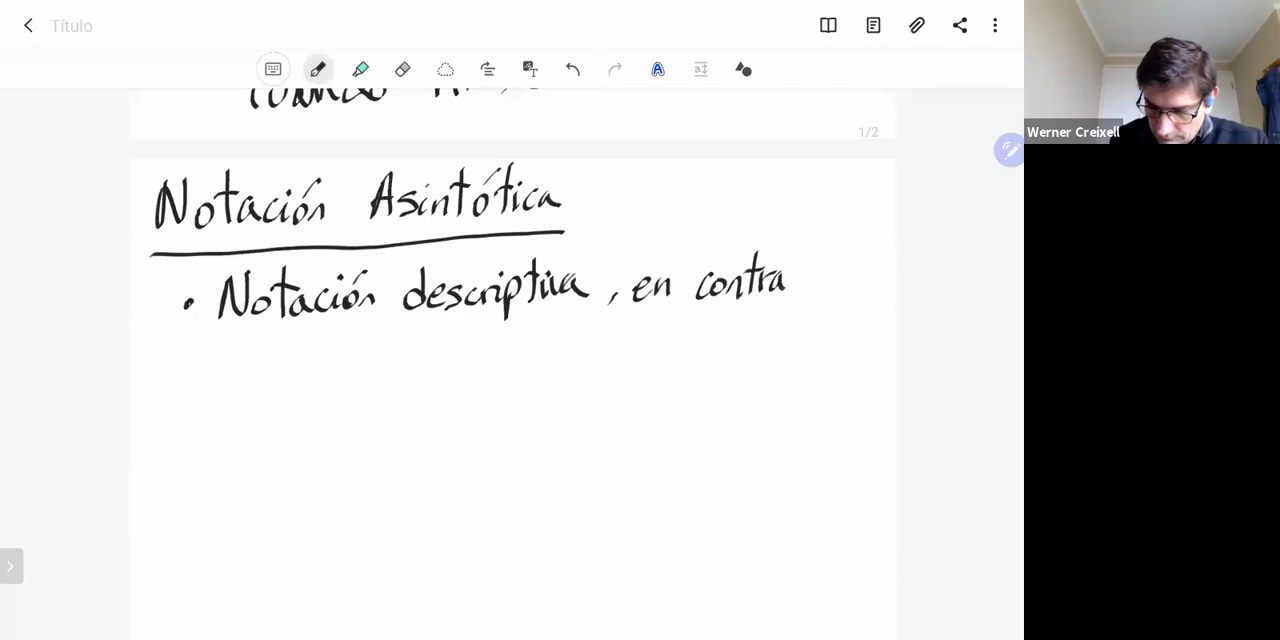 Título
1/2
Werner Creixell
Notación Asintótica
• Notación descriptiva, en contra